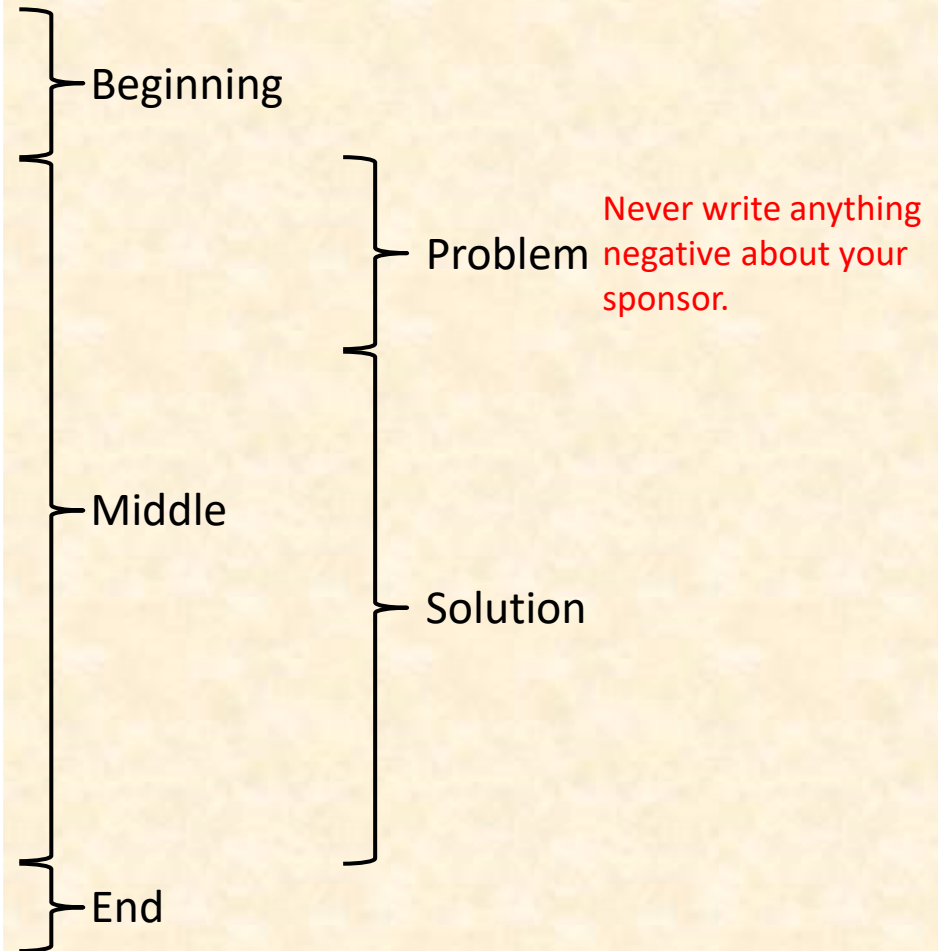 Beginning
Problem
Never write anything
negative about your
sponsor.
Middle
Solution
End